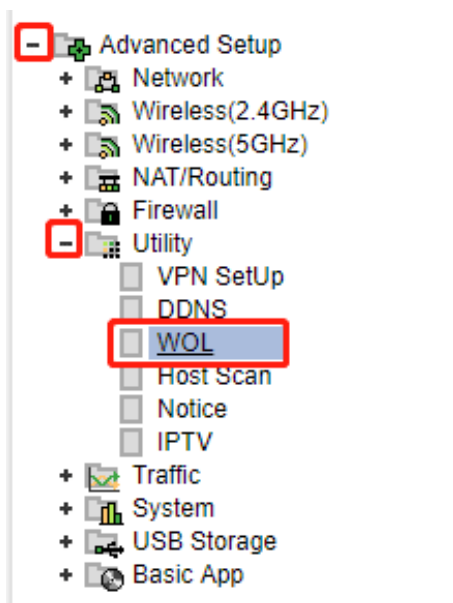 Advanced Setup
Network
Wireless(2.4GHz)
Wireless(5GHz)
NAT/Routing
Firewall
Utility
VPN SetUp
DDNS
WOL
Host Scan
Notice
IPTV
Traffic
System
USB Storage
Basic App